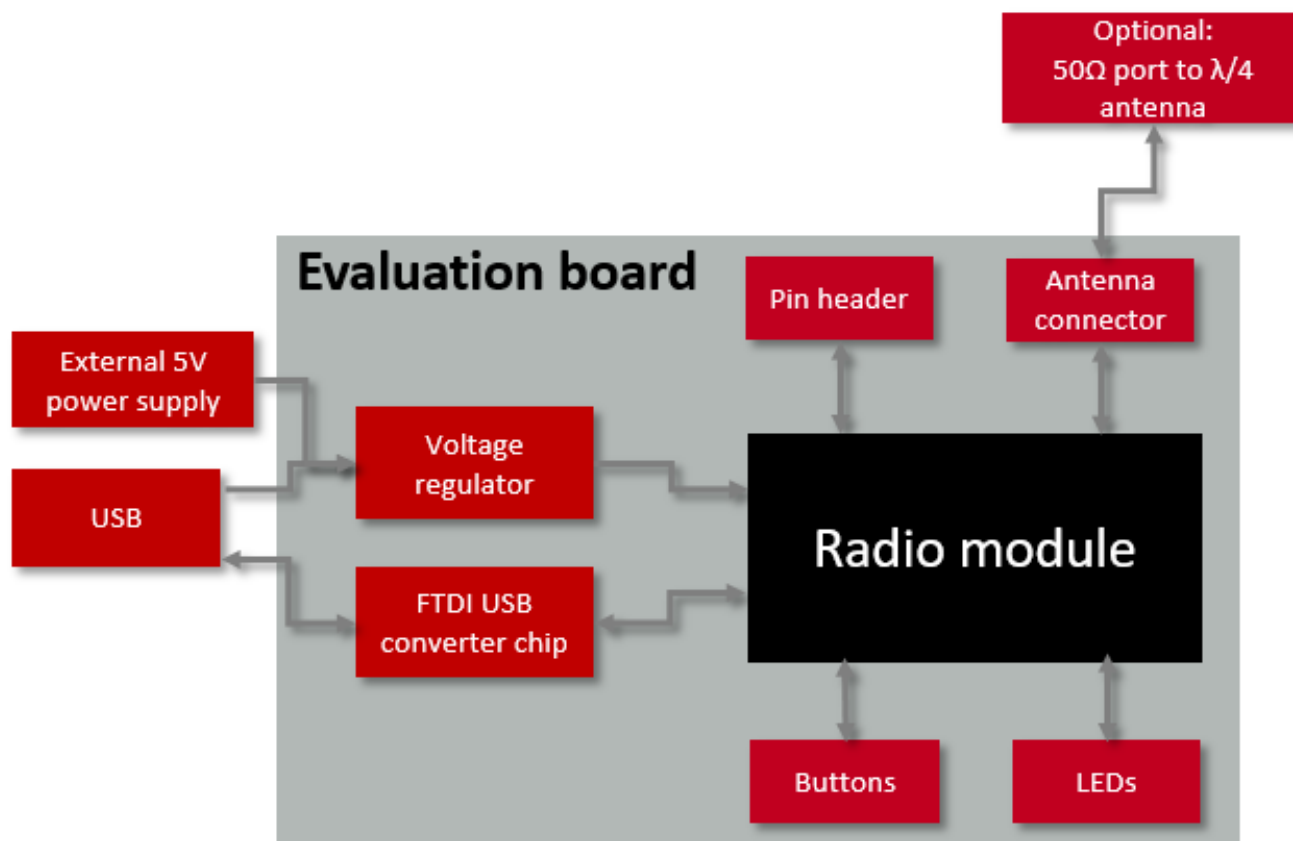 Optional:
50Ω port to λ/4
antenna
Evaluation board
Pin header
Antenna
connector
External 5V
power supply
Voltage
regulator
USB
Radio module
FTDI USB
converter chip
Buttons
LEDs